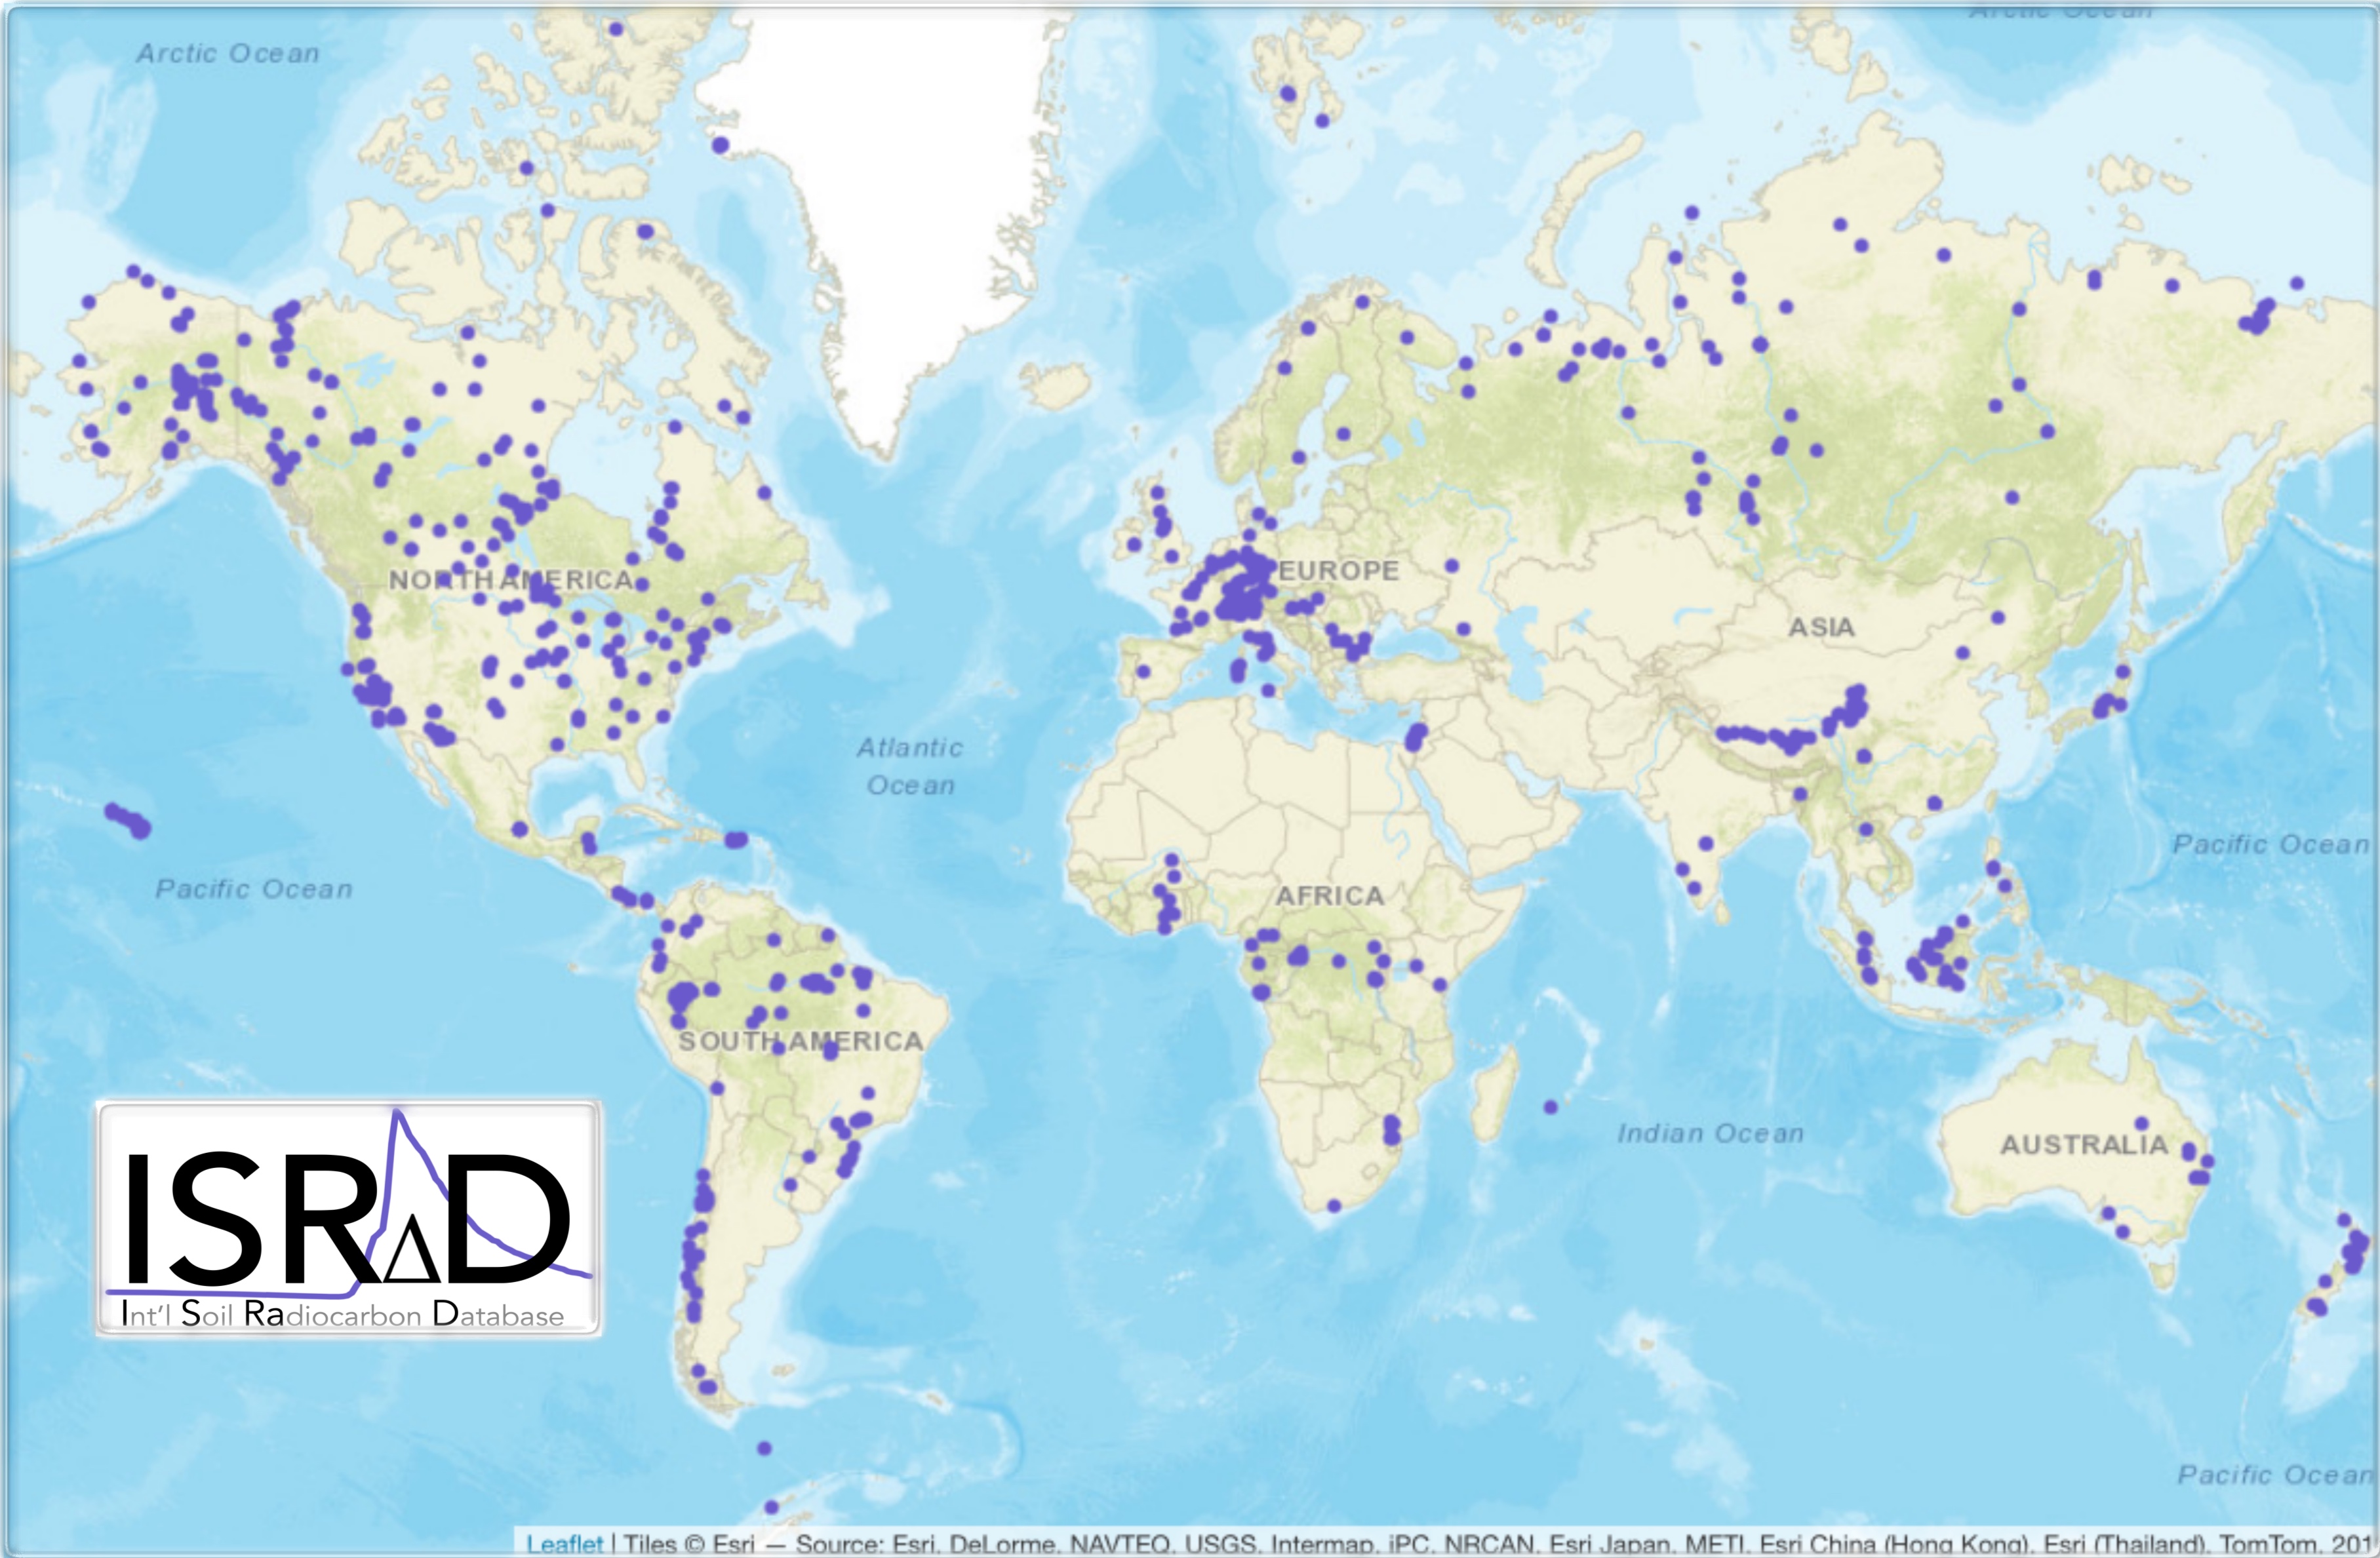 Arctic Ocean
Arctic Ocean
NORTH AMERICA
EUROPE
ASIA
Atlantic
Ocean
Pacific Ocean
Pacific Ocean
AFRICA
SOUTH AMERICA
Indian Ocean
AUSTRALIA
ISRaD
Int'l Soil Radiocarbon Database
Pacific Ocean
Leaflet | Tiles © Esri — Source: Esri, DeLorme, NAVTEQ, USGS, Intermap, iPC, NRCAN, Esri Japan, METI, Esri China (Hong Kong), Esri (Thailand), TomTom, 201